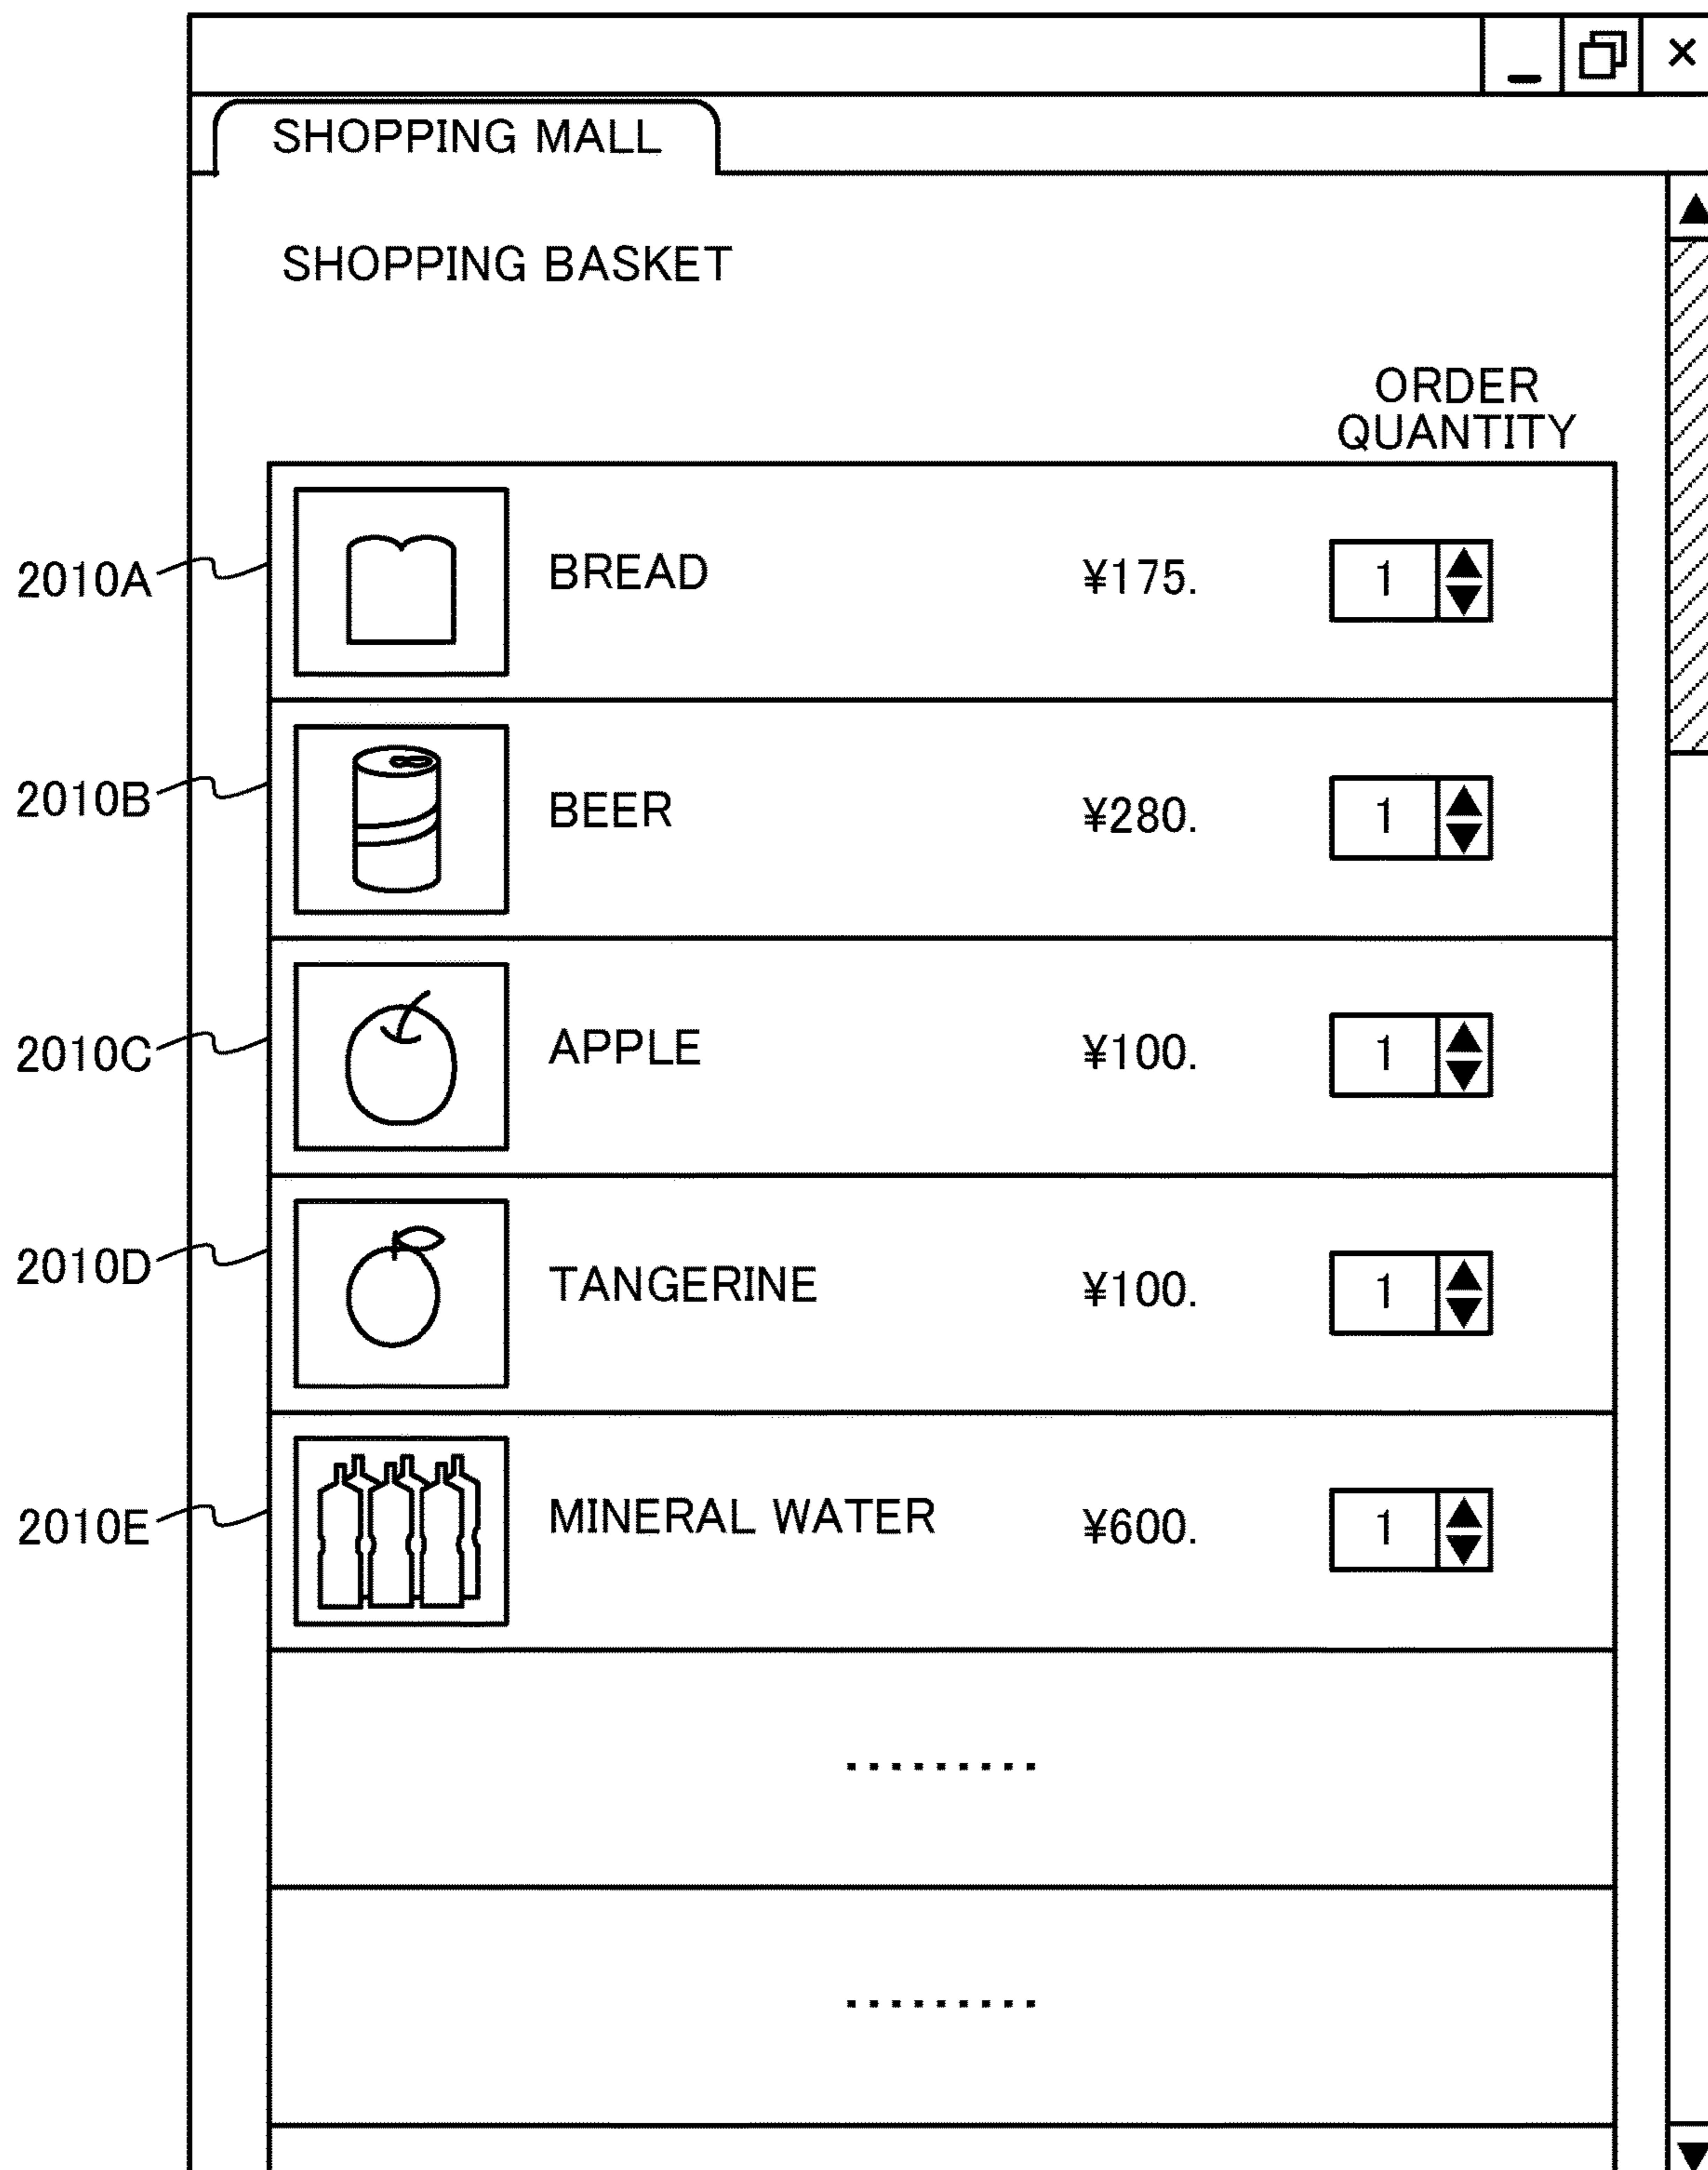 SHOPPING MALL
SHOPPING BASKET
ORDER
QUANTITY
2010A BREAD ¥175. 1
2010B BEER ¥280. 1
2010C APPLE ¥100. 1
2010D TANGERINE ¥100. 1
2010E MINERAL WATER ¥600. 1
.........
.........